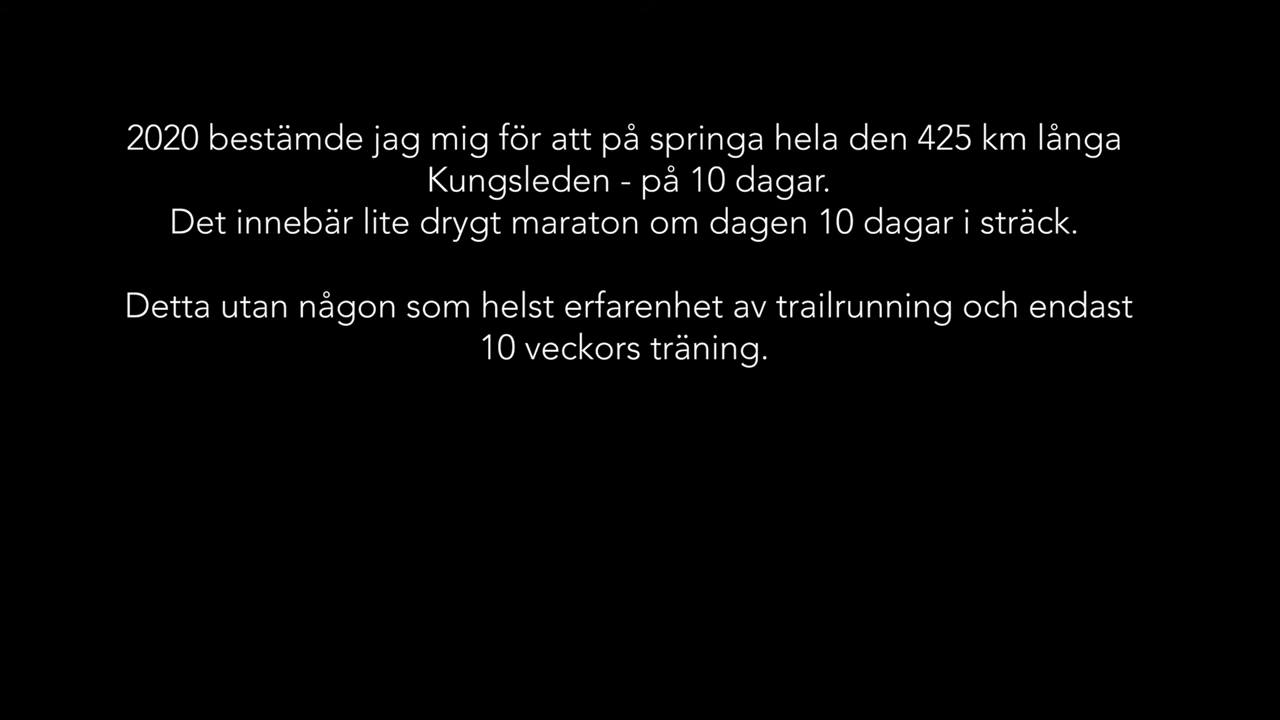 2020 bestämde jag mig för att på springa hela den 425 km långa
Kungsleden - på 10 dagar.
Det innebär lite drygt maraton om dagen 10 dagar i sträck.
Detta utan någon som helst erfarenhet av trailrunning och endast
10 veckors träning.